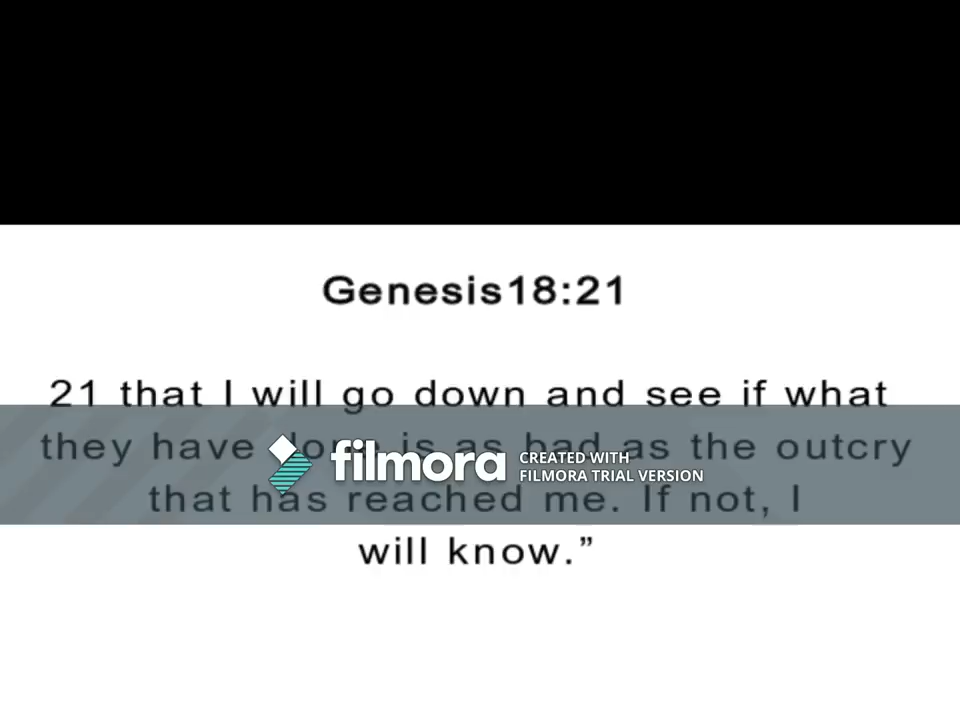 Genesis18:21
21 that I will go down and see if what
they have done is as bad as the outcry
that has reached me. If not, I
will know.”
filmora
CREATED WITH
FILMORA TRIAL VERSION